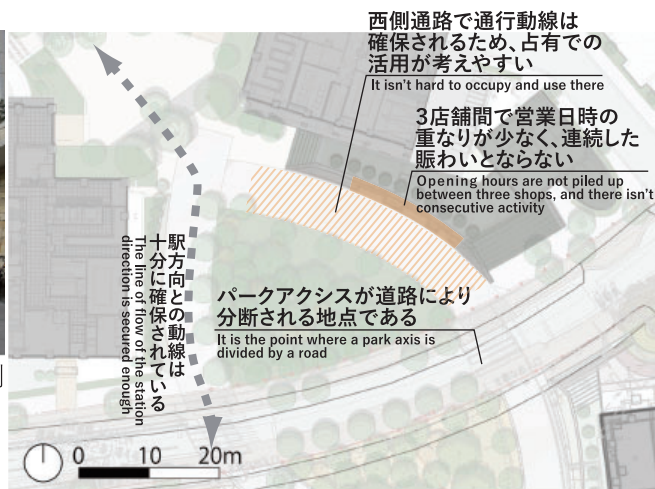 西側通路で通行動線は
確保されるため、占有での
活用が考えやすい
It isn't hard to occupy and use there
3店舗間で営業日時の
重なりが少なく、連続した
賑わいとならない
Opening hours are not piled up
between three shops, and there isn't
consecutive activity
駅方向との動線は
十分に確保されている
The line of flow of the station
direction is secured enough
パークアクシスが道路により
分断される地点である
It is the point where a park axis is
divided by a road
0 10 20m